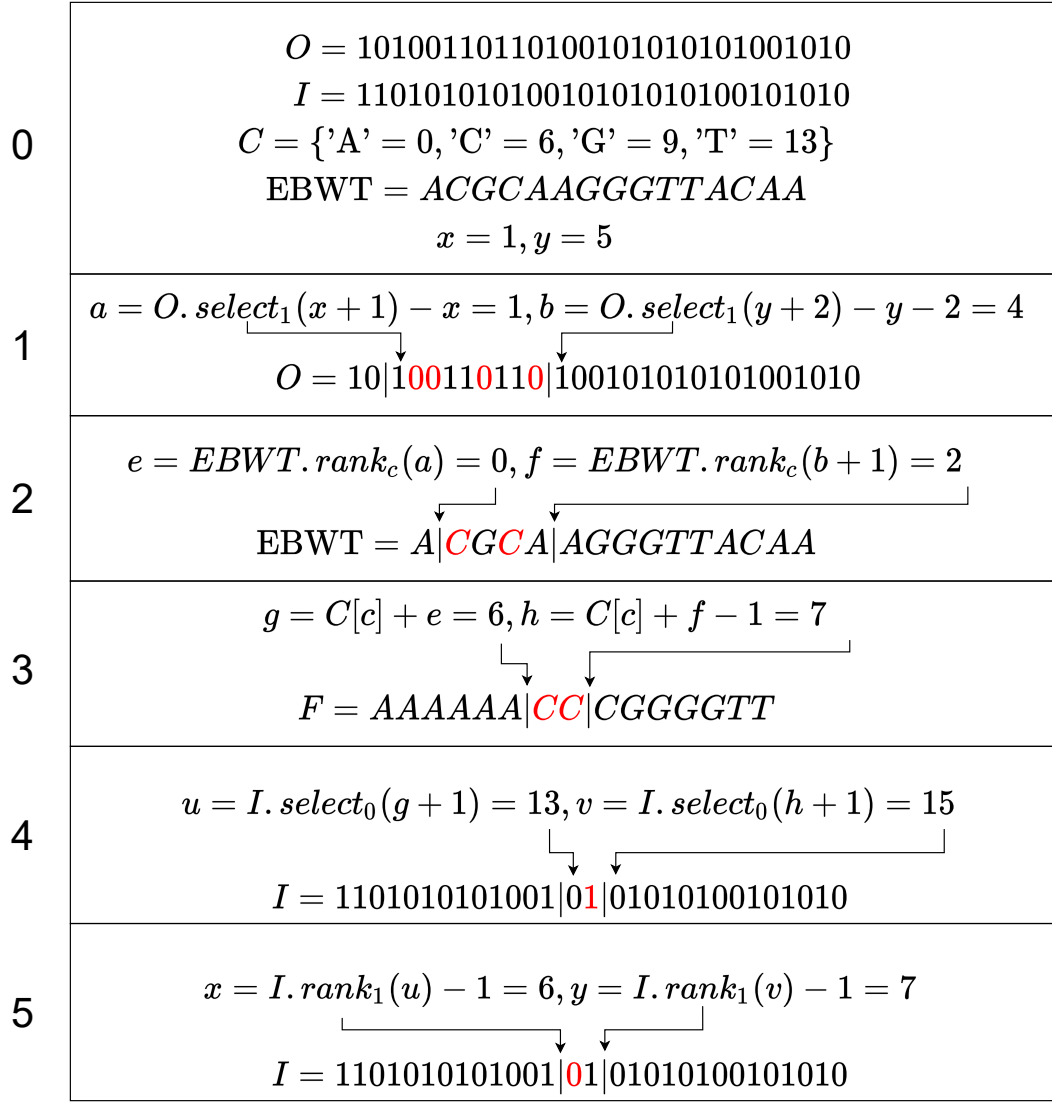 0
O = 10100110110100101010101001010
I = 11010101010010101010100101010
C = {'A' = 0, 'C' = 6, 'G' = 9, 'T' = 13}
EBWT = ACGCAAGGGTTACAA
x = 1, y = 5
1
a = O.select₁(x + 1) − x = 1, b = O.select₁(y + 2) − y − 2 = 4
O = 10|100110110|100101010101001010
2
e = EBWT.rank_c(a) = 0, f = EBWT.rank_c(b + 1) = 2
EBWT = A|CGCA|AGGGTTACAA
3
g = C[c] + e = 6, h = C[c] + f − 1 = 7
F = AAAAAA|CC|CGGGGTT
4
u = I.select₀(g + 1) = 13, v = I.select₀(h + 1) = 15
I = 1101010101001|01|01010100101010
5
x = I.rank₁(u) − 1 = 6, y = I.rank₁(v) − 1 = 7
I = 1101010101001|01|01010100101010